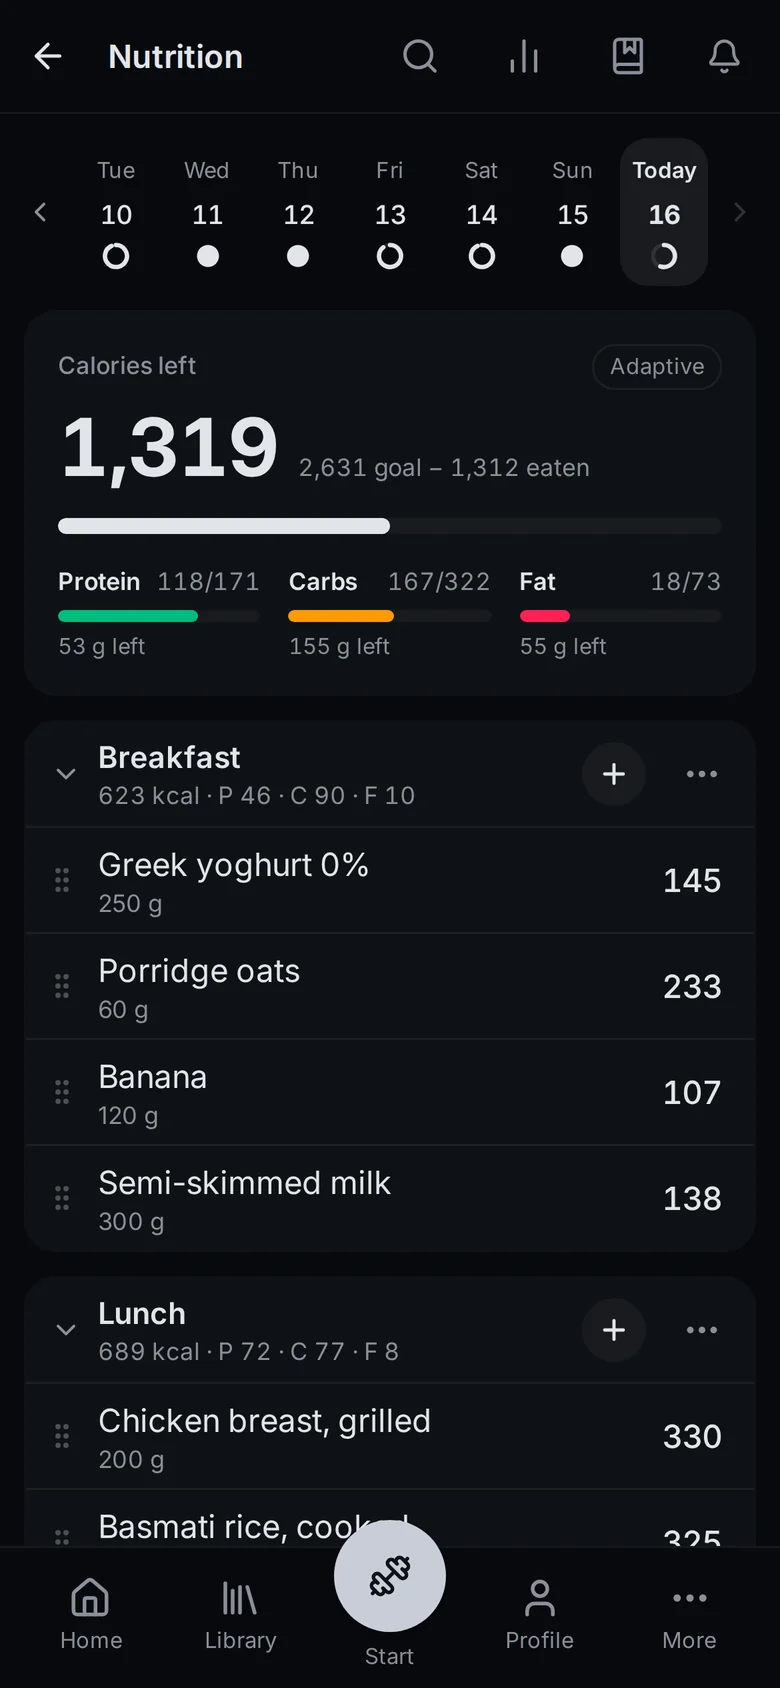 Nutrition
Tue Wed Thu Fri Sat Sun Today
10 11 12 13 14 15 16
Calories left Adaptive
1,319 2,631 goal – 1,312 eaten
Protein 118/171 Carbs 167/322 Fat 18/73
53 g left 155 g left 55 g left
Breakfast
623 kcal · P 46 · C 90 · F 10
Greek yoghurt 0% 145
250 g
Porridge oats 233
60 g
Banana 107
120 g
Semi-skimmed milk 138
300 g
Lunch
689 kcal · P 72 · C 77 · F 8
Chicken breast, grilled 330
200 g
Basmati rice, cooked 325
Home Library Start Profile More